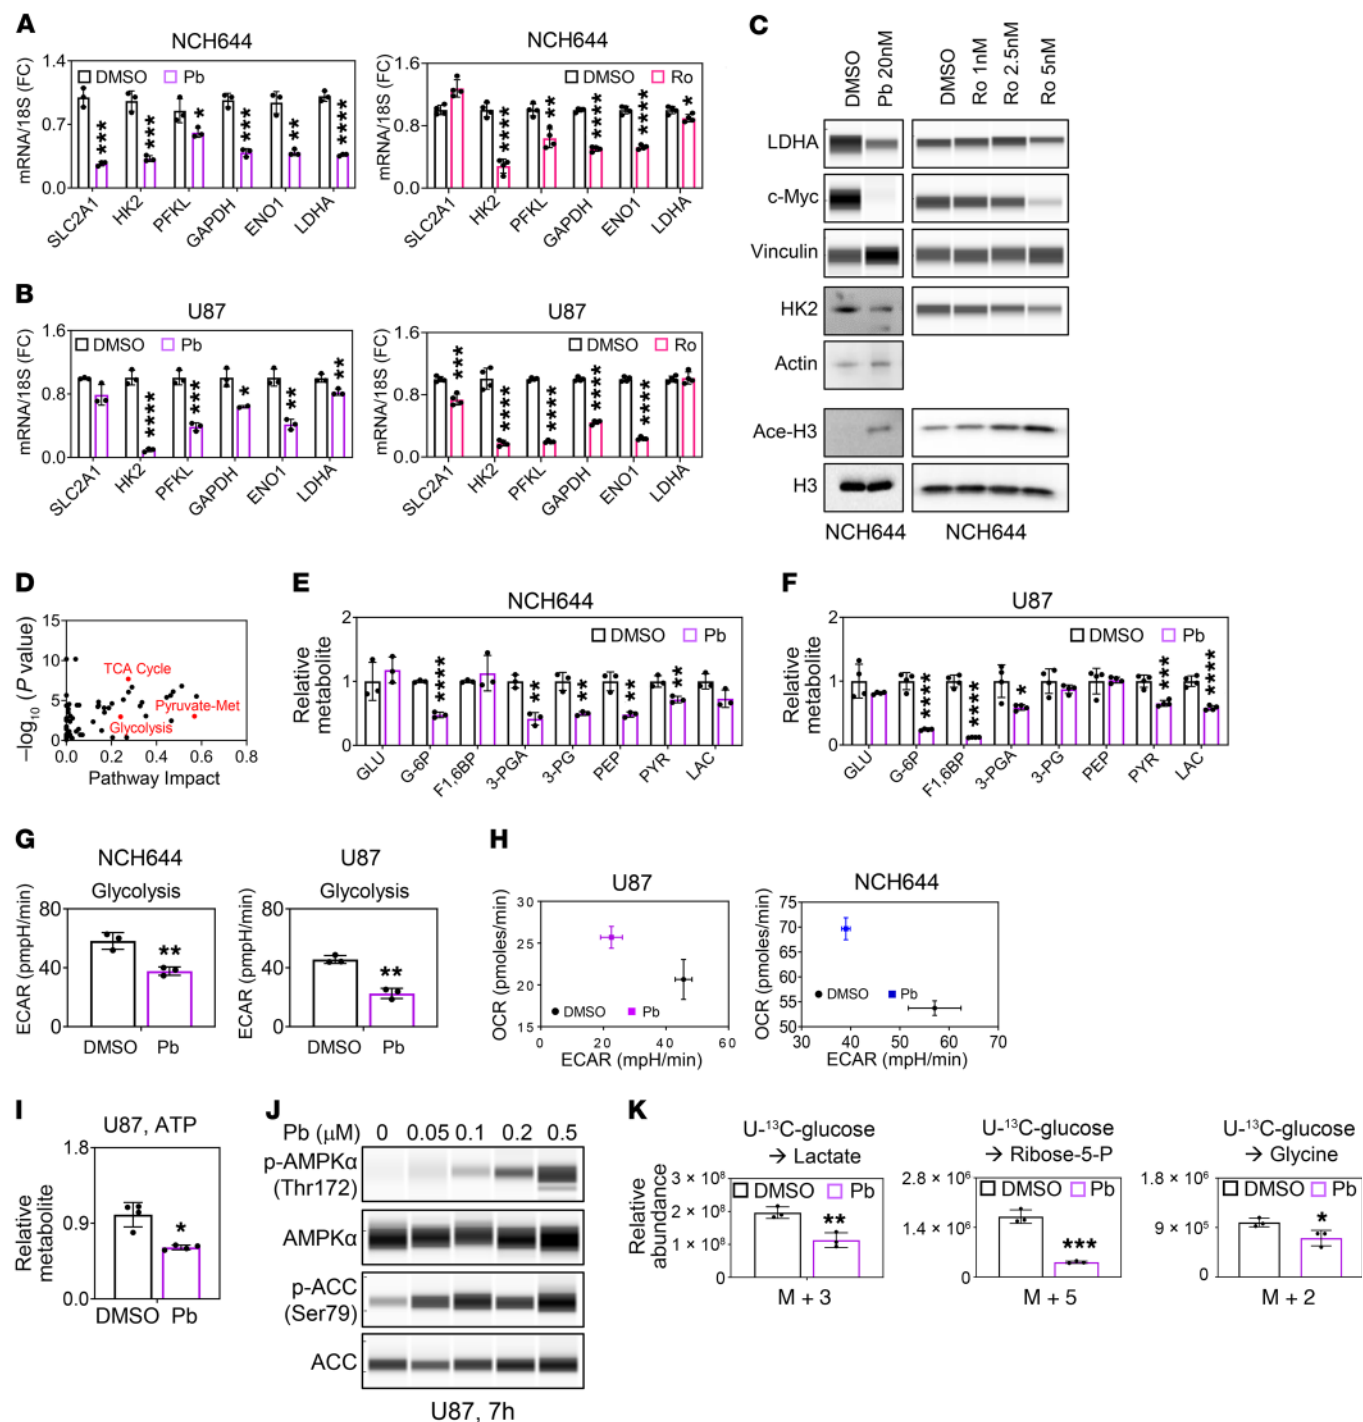 A
NCH644
mRNA/18S (FC)
1.4
0.7
0.0
DMSO Pb
*** *** * *** ** ****
SLC2A1 HK2 PFKL GAPDH ENO1 LDHA
NCH644
mRNA/18S (FC)
1.6
0.8
0.0
DMSO Ro
**** ** **** **** *
SLC2A1 HK2 PFKL GAPDH ENO1 LDHA
B
U87
mRNA/18S (FC)
1.6
0.8
0.0
DMSO Pb
**** *** * ** **
SLC2A1 HK2 PFKL GAPDH ENO1 LDHA
U87
mRNA/18S (FC)
1.6
0.8
0.0
DMSO Ro
*** **** **** **** ****
SLC2A1 HK2 PFKL GAPDH ENO1 LDHA
C
DMSO Pb 20nM DMSO Ro 1nM Ro 2.5nM Ro 5nM
LDHA
c-Myc
Vinculin
HK2
Actin
Ace-H3
H3
NCH644 NCH644
D
–log10 (P value)
15
10
5
0
TCA Cycle
Pyruvate-Met
Glycolysis
0.0 0.2 0.4 0.6 0.8
Pathway Impact
E
NCH644
Relative
metabolite
2
1
0
DMSO Pb
**** ** ** ** **
GLU G-6P F1,6BP 3-PGA 3-PG PEP PYR LAC
F
U87
Relative
metabolite
2
1
0
DMSO Pb
**** **** * *** ****
GLU G-6P F1,6BP 3-PGA 3-PG PEP PYR LAC
G
NCH644
Glycolysis
ECAR (pmpH/min)
80
40
0
**
DMSO Pb
U87
Glycolysis
ECAR (pmpH/min)
80
40
0
**
DMSO Pb
H
U87
OCR (pmoles/min)
30
25
20
15
DMSO Pb
0 20 40 60
ECAR (mpH/min)
NCH644
OCR (pmoles/min)
75
70
65
60
55
50
DMSO Pb
30 40 50 60 70
ECAR (mpH/min)
I
U87, ATP
Relative
metabolite
1.8
0.9
0.0
*
DMSO Pb
J
Pb (µM) 0 0.05 0.1 0.2 0.5
p-AMPKα
(Thr172)
AMPKα
p-ACC
(Ser79)
ACC
U87, 7h
K
U-13C-glucose
→ Lactate
Relative
abundance
3 × 10⁸
2 × 10⁸
1 × 10⁸
0
DMSO Pb
**
M + 3
U-13C-glucose
→ Ribose-5-P
2.8 × 10⁶
1.4 × 10⁶
0
DMSO Pb
***
M + 5
U-13C-glucose
→ Glycine
1.8 × 10⁶
9 × 10⁵
0
DMSO Pb
*
M + 2